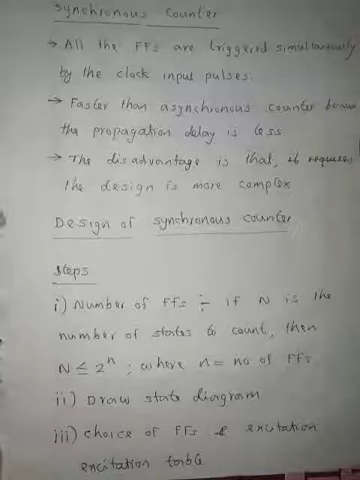 Synchronous Counter
→ All the FFs are triggered simultaneously
by the clock input pulses.
→ Faster than asynchronous counter because
the propagation delay is less
→ The disadvantage is that, it requires
the design is more complex
Design of synchronous counter
Steps
i) Number of FFs ÷ if N is the
number of states to count, then
N ≤ 2ⁿ ; where n = no of FFs
ii) Draw state diagram
iii) choice of FFs & excitation
excitation table